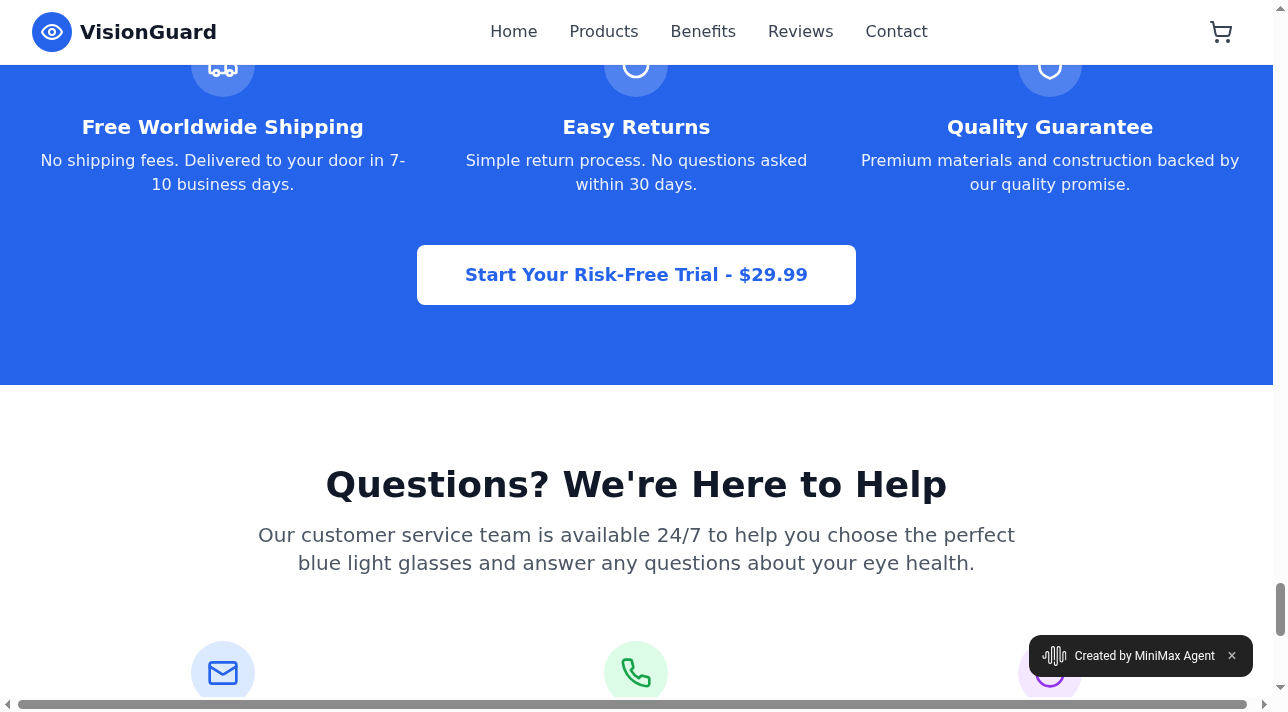 VisionGuard
Home
Products
Benefits
Reviews
Contact
Free Worldwide Shipping
No shipping fees. Delivered to your door in 7-
10 business days.
Easy Returns
Simple return process. No questions asked
within 30 days.
Quality Guarantee
Premium materials and construction backed by
our quality promise.
Start Your Risk-Free Trial - $29.99
Questions? We're Here to Help
Our customer service team is available 24/7 to help you choose the perfect
blue light glasses and answer any questions about your eye health.
Created by MiniMax Agent